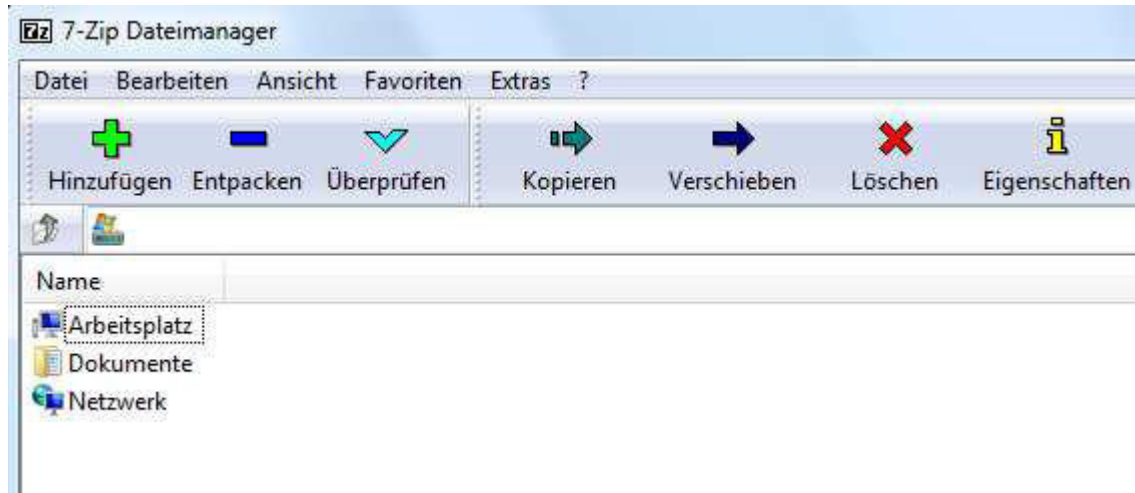 7z 7-Zip Dateimanager
Datei Bearbeiten Ansicht Favoriten Extras ?
Hinzufügen Entpacken Überprüfen Kopieren Verschieben Löschen Eigenschaften
Name
Arbeitsplatz
Dokumente
Netzwerk